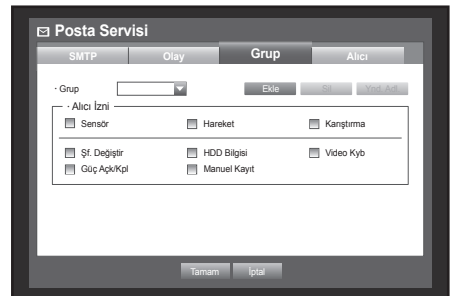 Posta Servisi
SMTP Olay Grup Alıcı
· Grup Ekle Sil Ynd. Adl.
· Alıcı İzni
Sensör Hareket Karıştırma
Şf. Değiştir HDD Bilgisi Video Kyb
Güç Açk/Kpl Manuel Kayıt
Tamam İptal